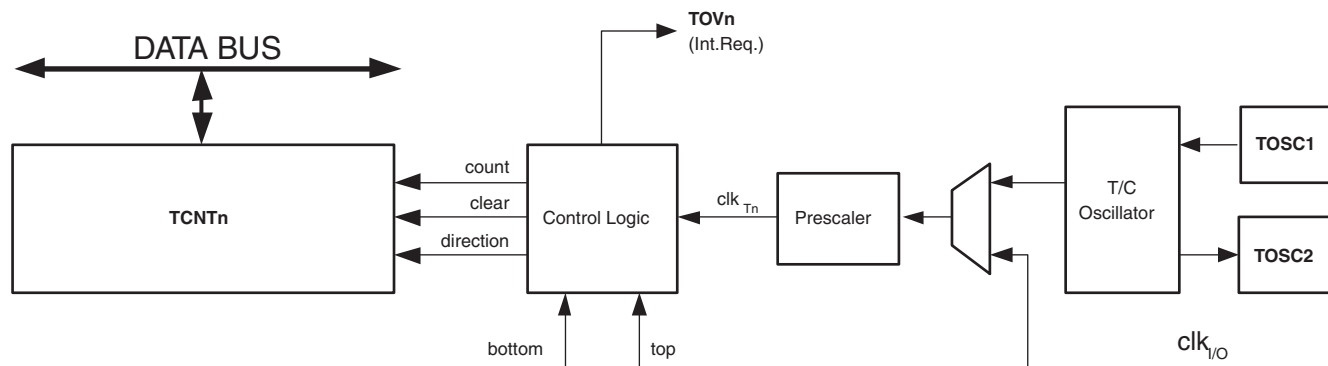 TOVn
(Int.Req.)
DATA BUS
TOSC1
count
T/C
Oscillator
clk Tn
TCNTn
clear
Control Logic
Prescaler
direction
TOSC2
bottom
top
clkI/O